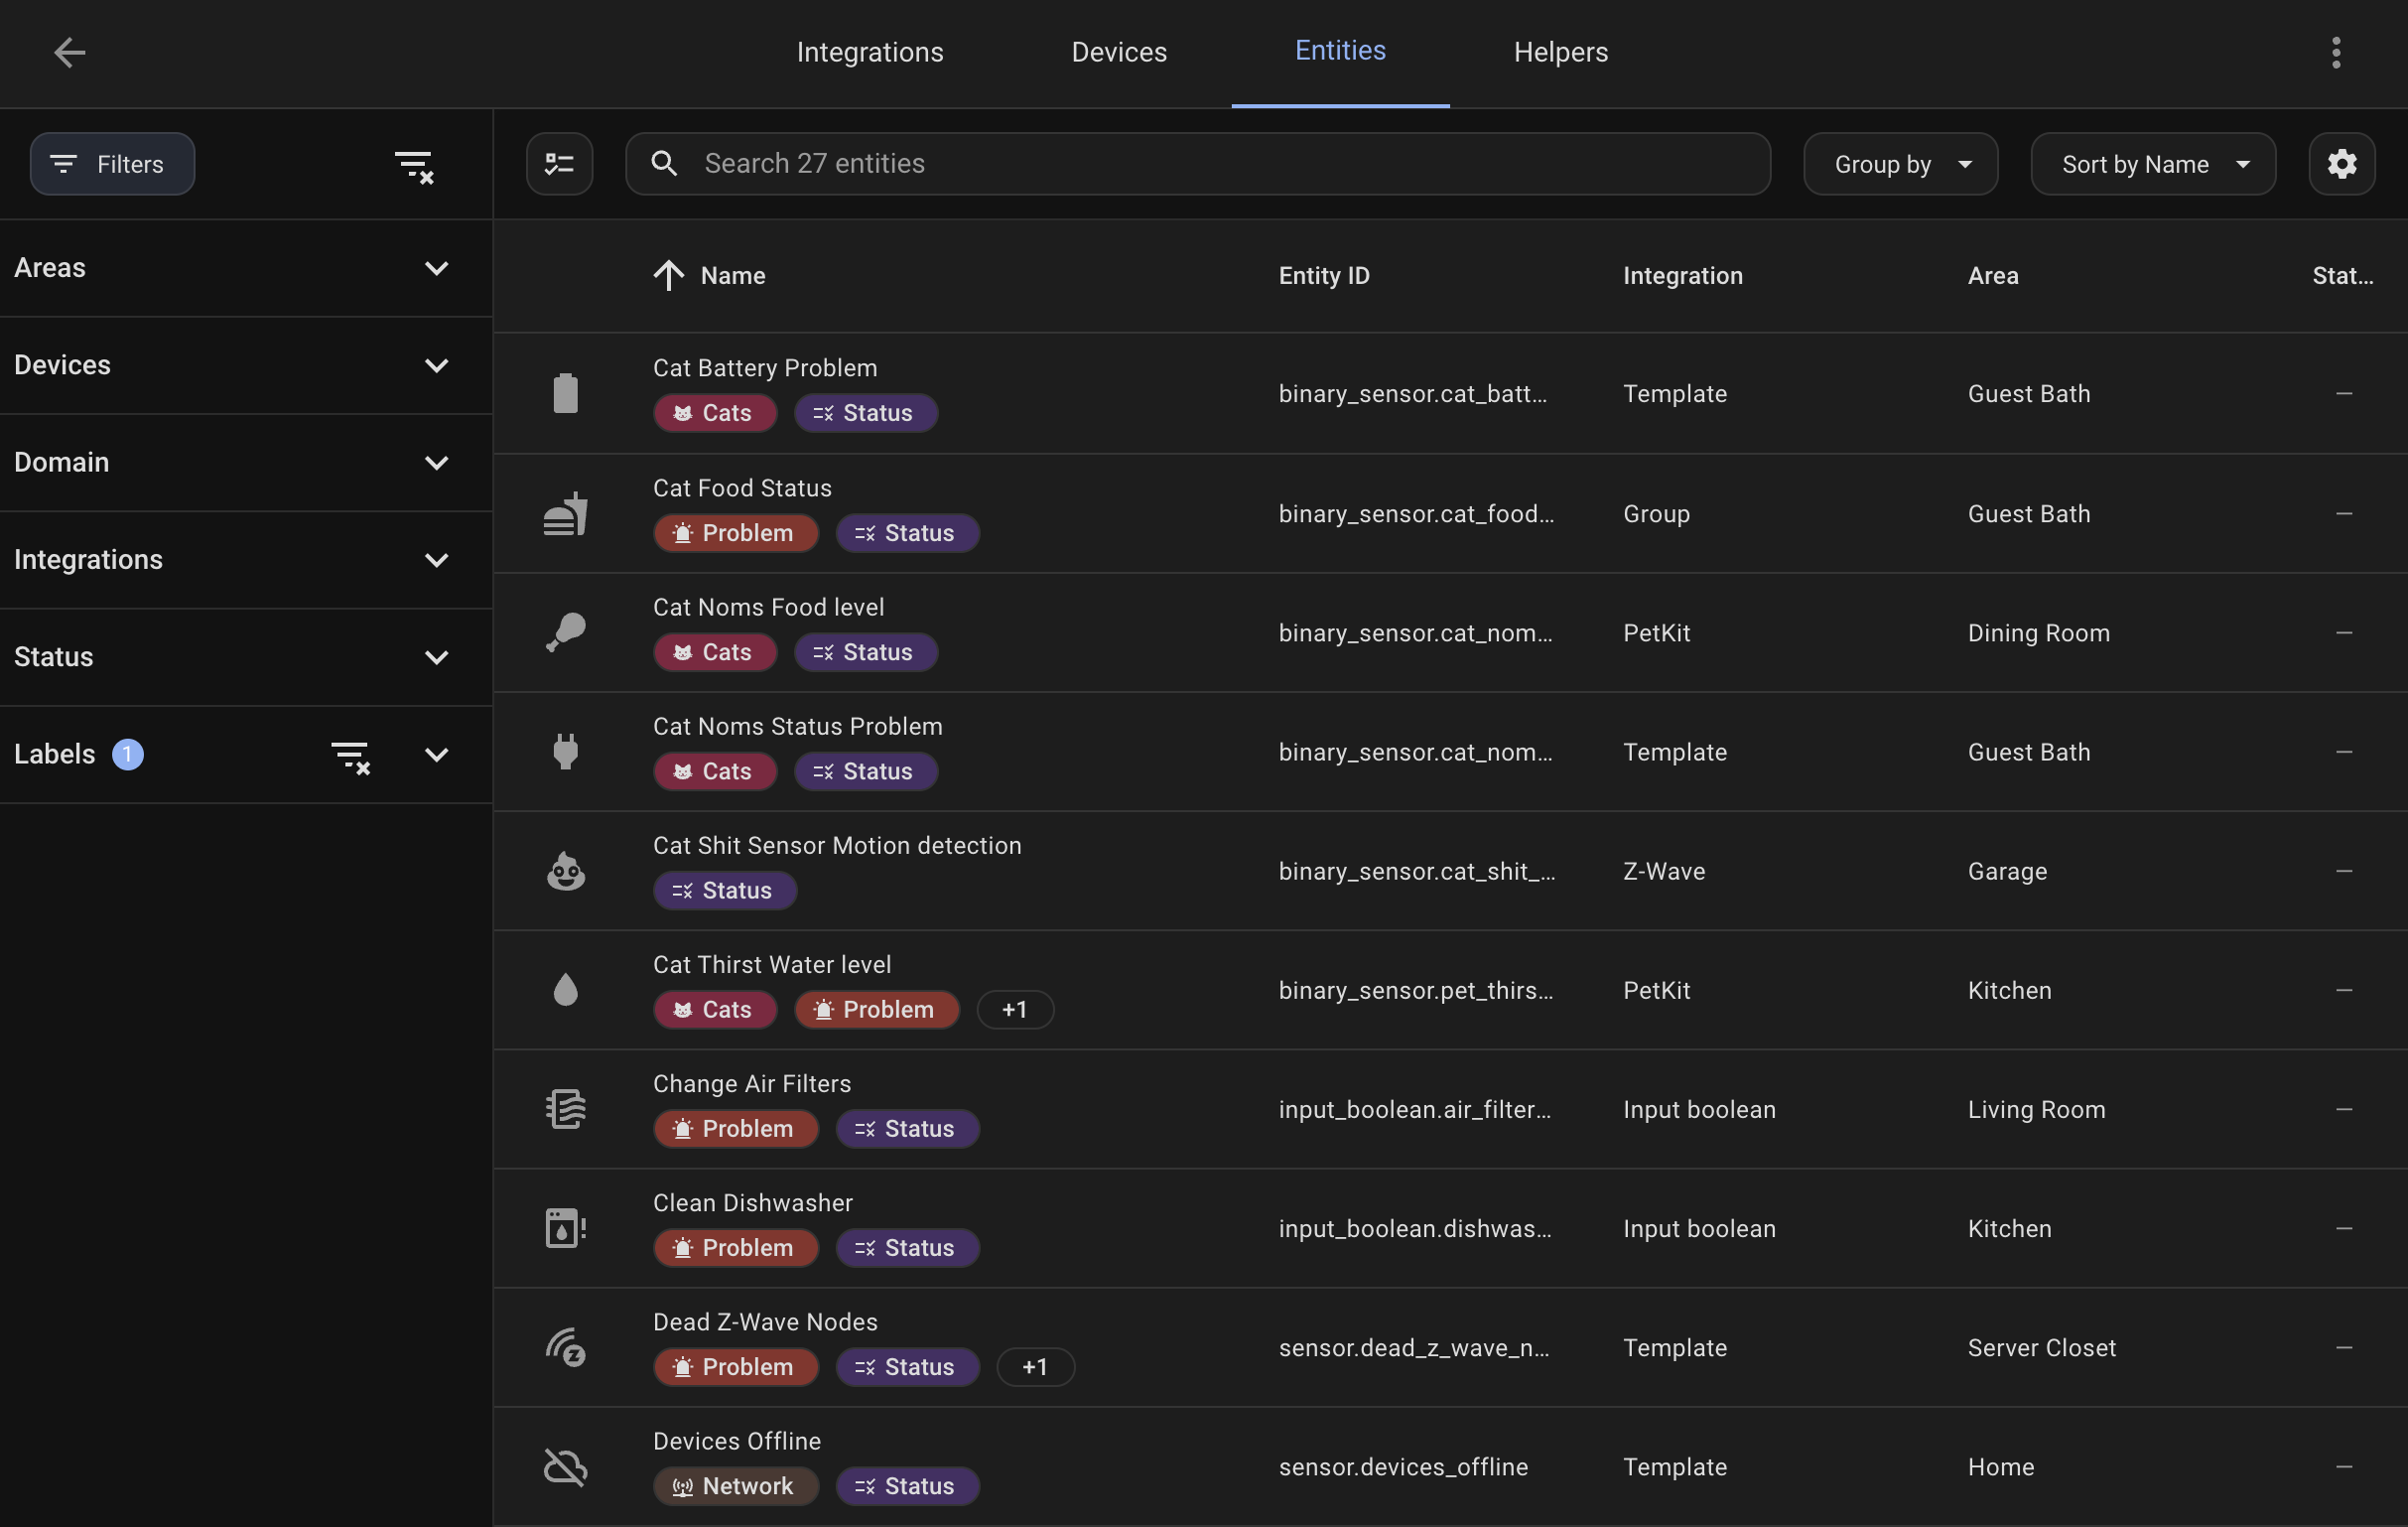 Integrations Devices Entities Helpers
Filters
Search 27 entities
Group by
Sort by Name
Areas
Devices
Domain
Integrations
Status
Labels 1
Name Entity ID Integration Area Stat...
Cat Battery Problem
Cats Status
binary_sensor.cat_batt... Template Guest Bath –
Cat Food Status
Problem Status
binary_sensor.cat_food... Group Guest Bath –
Cat Noms Food level
Cats Status
binary_sensor.cat_nom... PetKit Dining Room –
Cat Noms Status Problem
Cats Status
binary_sensor.cat_nom... Template Guest Bath –
Cat Shit Sensor Motion detection
Status
binary_sensor.cat_shit_... Z-Wave Garage –
Cat Thirst Water level
Cats Problem +1
binary_sensor.pet_thirs... PetKit Kitchen –
Change Air Filters
Problem Status
input_boolean.air_filter... Input boolean Living Room –
Clean Dishwasher
Problem Status
input_boolean.dishwas... Input boolean Kitchen –
Dead Z-Wave Nodes
Problem Status +1
sensor.dead_z_wave_n... Template Server Closet –
Devices Offline
Network Status
sensor.devices_offline Template Home –